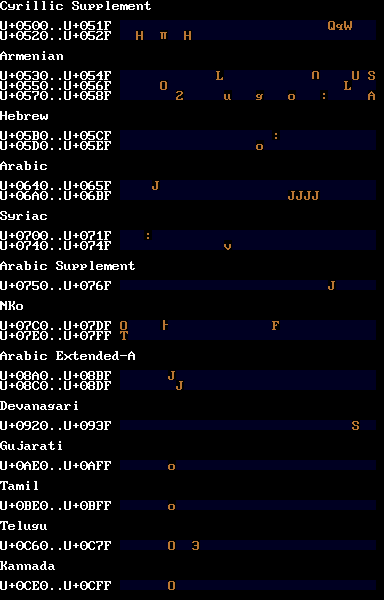 Cyrillic Supplement
U+0500..U+051F QqW
U+0520..U+052F H π H
Armenian
U+0530..U+054F L Ո U S
U+0550..U+056F O L
U+0570..U+058F 2 u g o : A
Hebrew
U+05B0..U+05CF :
U+05D0..U+05EF o
Arabic
U+0640..U+065F J
U+06A0..U+06BF JJJJ
Syriac
U+0700..U+071F :
U+0740..U+074F v
Arabic Supplement
U+0750..U+076F J
NKo
U+07C0..U+07DF O ŀ F
U+07E0..U+07FF T
Arabic Extended-A
U+08A0..U+08BF J
U+08C0..U+08DF J
Devanagari
U+0920..U+093F S
Gujarati
U+0AE0..U+0AFF o
Tamil
U+0BE0..U+0BFF o
Telugu
U+0C60..U+0C7F O 3
Kannada
U+0CE0..U+0CFF O